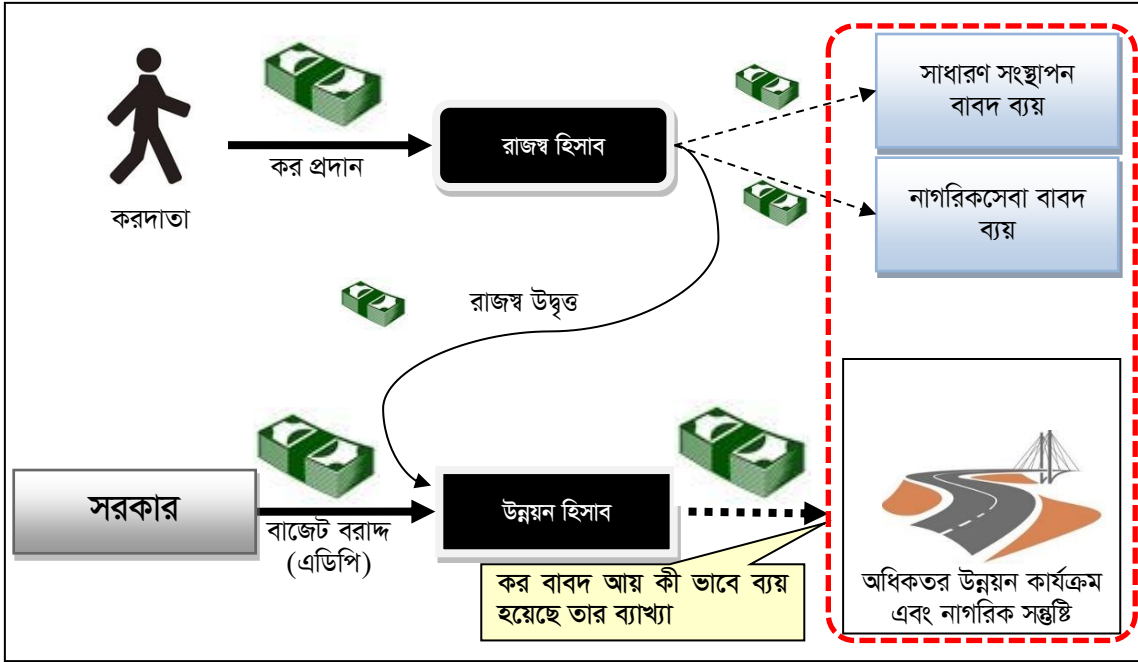 সাধারণ সংস্থাপন
বাবদ ব্যয়
রাজস্ব হিসাব
কর প্রদান
করদাতা
নাগরিকসেবা বাবদ
ব্যয়
রাজস্ব উদ্বৃত্ত
সরকার
বাজেট বরাদ্দ
(এডিপি)
উন্নয়ন হিসাব
কর বাবদ আয় কী ভাবে ব্যয়
হয়েছে তার ব্যাখ্যা
অধিকতর উন্নয়ন কার্যক্রম
এবং নাগরিক সন্তুষ্টি